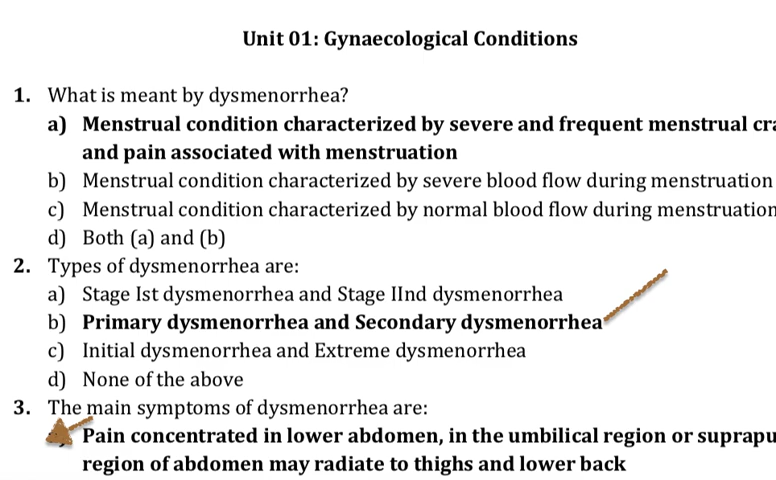 Unit 01: Gynaecological Conditions
1. What is meant by dysmenorrhea?
a) Menstrual condition characterized by severe and frequent menstrual
and pain associated with menstruation
b) Menstrual condition characterized by severe blood flow during menstruation
c) Menstrual condition characterized by normal blood flow during menstruation
d) Both (a) and (b)
2. Types of dysmenorrhea are:
a) Stage Ist dysmenorrhea and Stage IInd dysmenorrhea
b) Primary dysmenorrhea and Secondary dysmenorrhea
c) Initial dysmenorrhea and Extreme dysmenorrhea
d) None of the above
3. The main symptoms of dysmenorrhea are:
Pain concentrated in lower abdomen, in the umbilical region or
region of abdomen may radiate to thighs and lower back